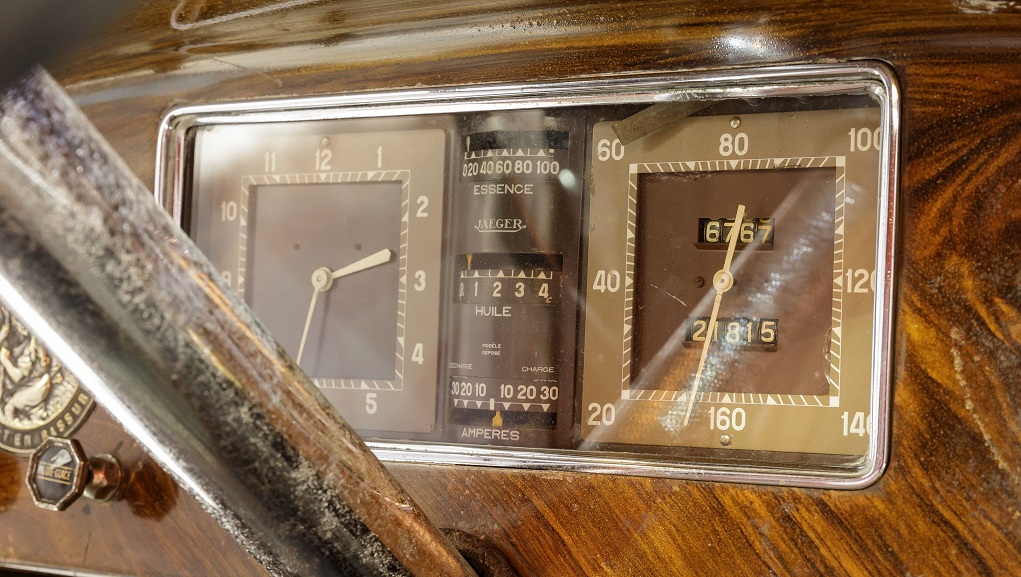 11 12 1
10 2
3
4
5
0 20 40 60 80 100
ESSENCE
JAEGER
0 1 2 3 4
HUILE
MODÈLE
DÉPOSÉ
DÉCHARGE CHARGE
30 20 10 10 20 30
AMPERES
60 80 100
6767
40 120
21815
20 160 140